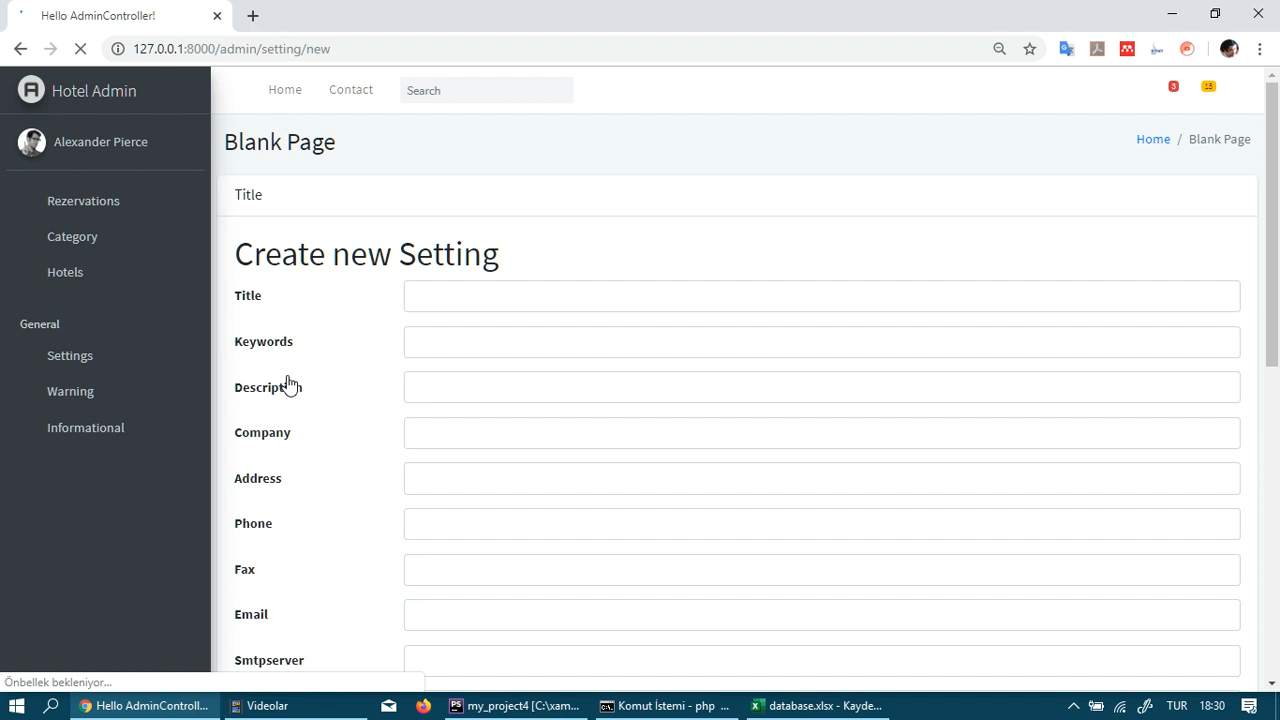 Hello AdminController!
127.0.0.1:8000/admin/setting/new
Hotel Admin
Home
Contact
Search
3
15
Alexander Pierce
Blank Page
Home / Blank Page
Rezervations
Category
Hotels
General
Settings
Warning
Informational
Title
Create new Setting
Title
Keywords
Description
Company
Address
Phone
Fax
Email
Smtpserver
Önbellek bekleniyor...
Hello AdminControll...
Videolar
my_project4 [C:\yam...
Komut İstemi - php ...
database.xlsx - Kayde...
TUR
18:30